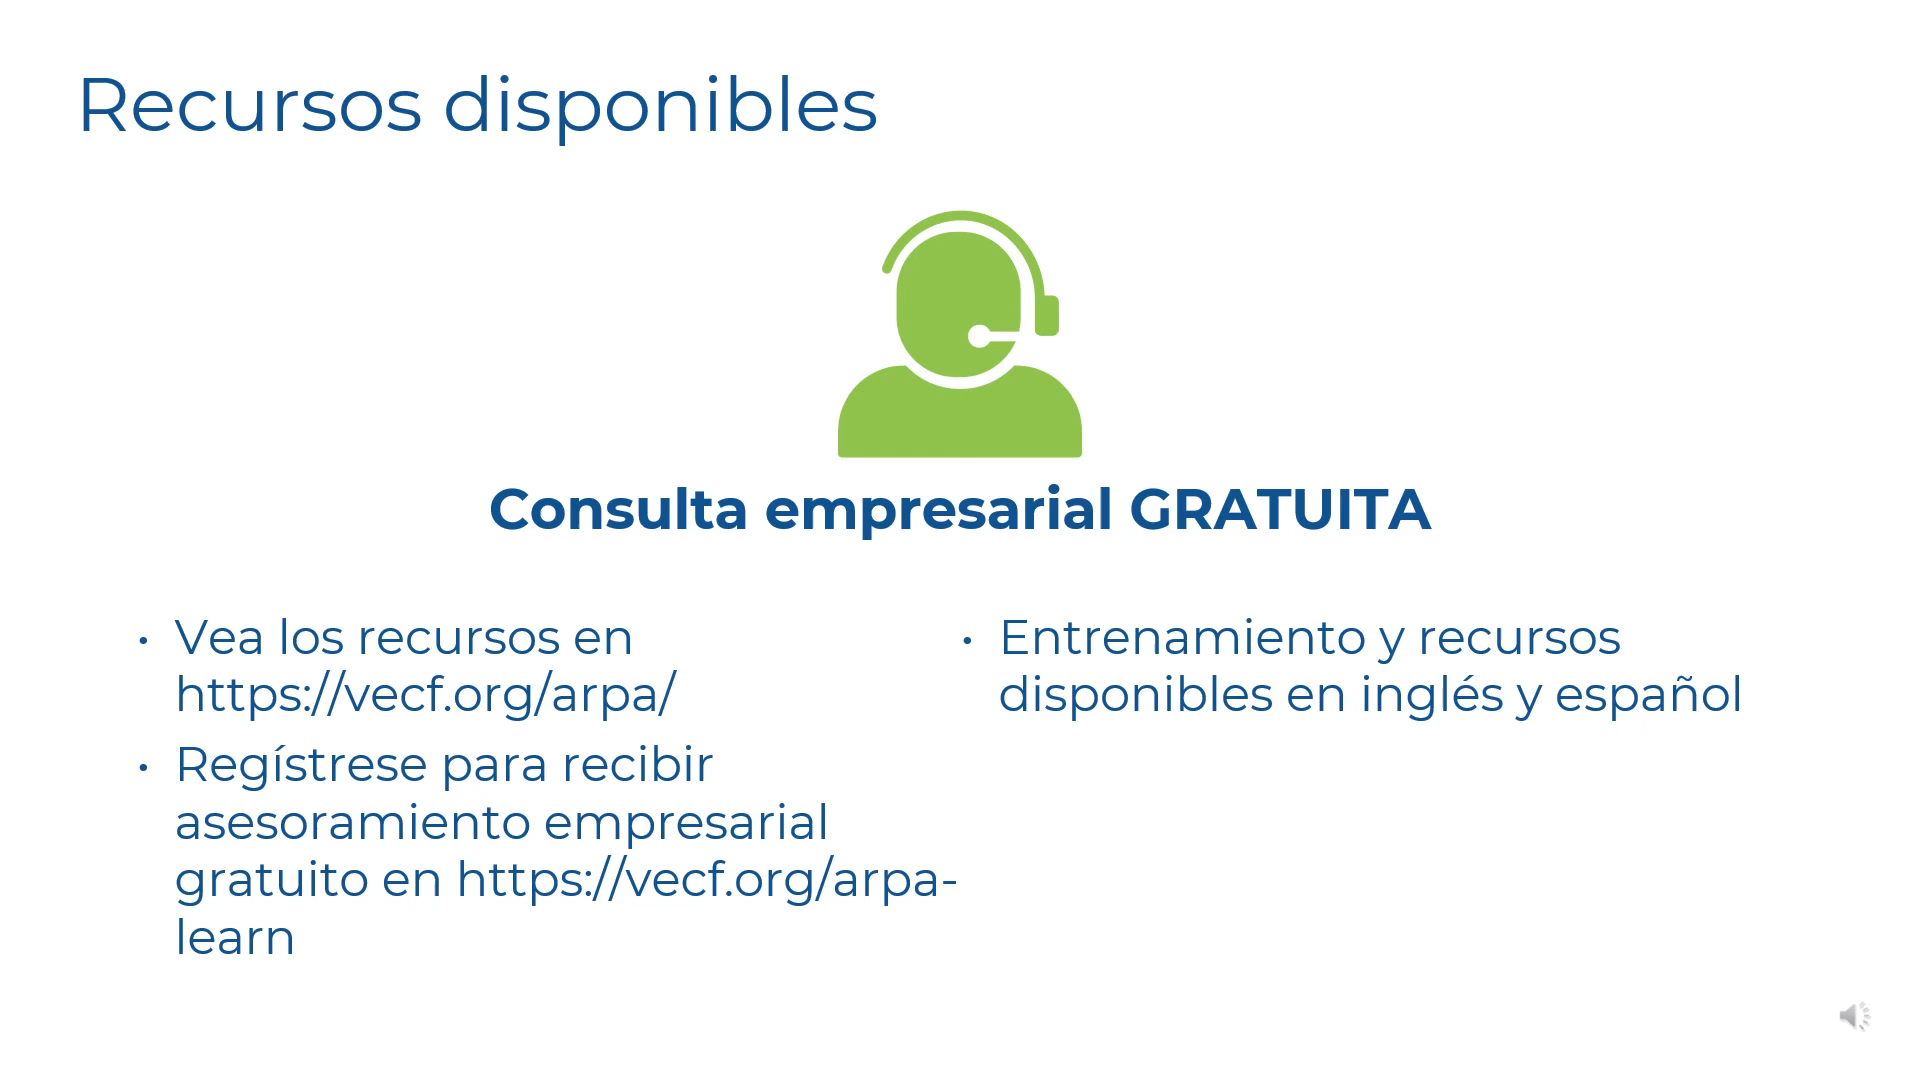 Recursos disponibles
Consulta empresarial GRATUITA
• Vea los recursos en
https://vecf.org/arpa/
• Regístrese para recibir
asesoramiento empresarial
gratuito en https://vecf.org/arpa-
learn
• Entrenamiento y recursos
disponibles en inglés y español